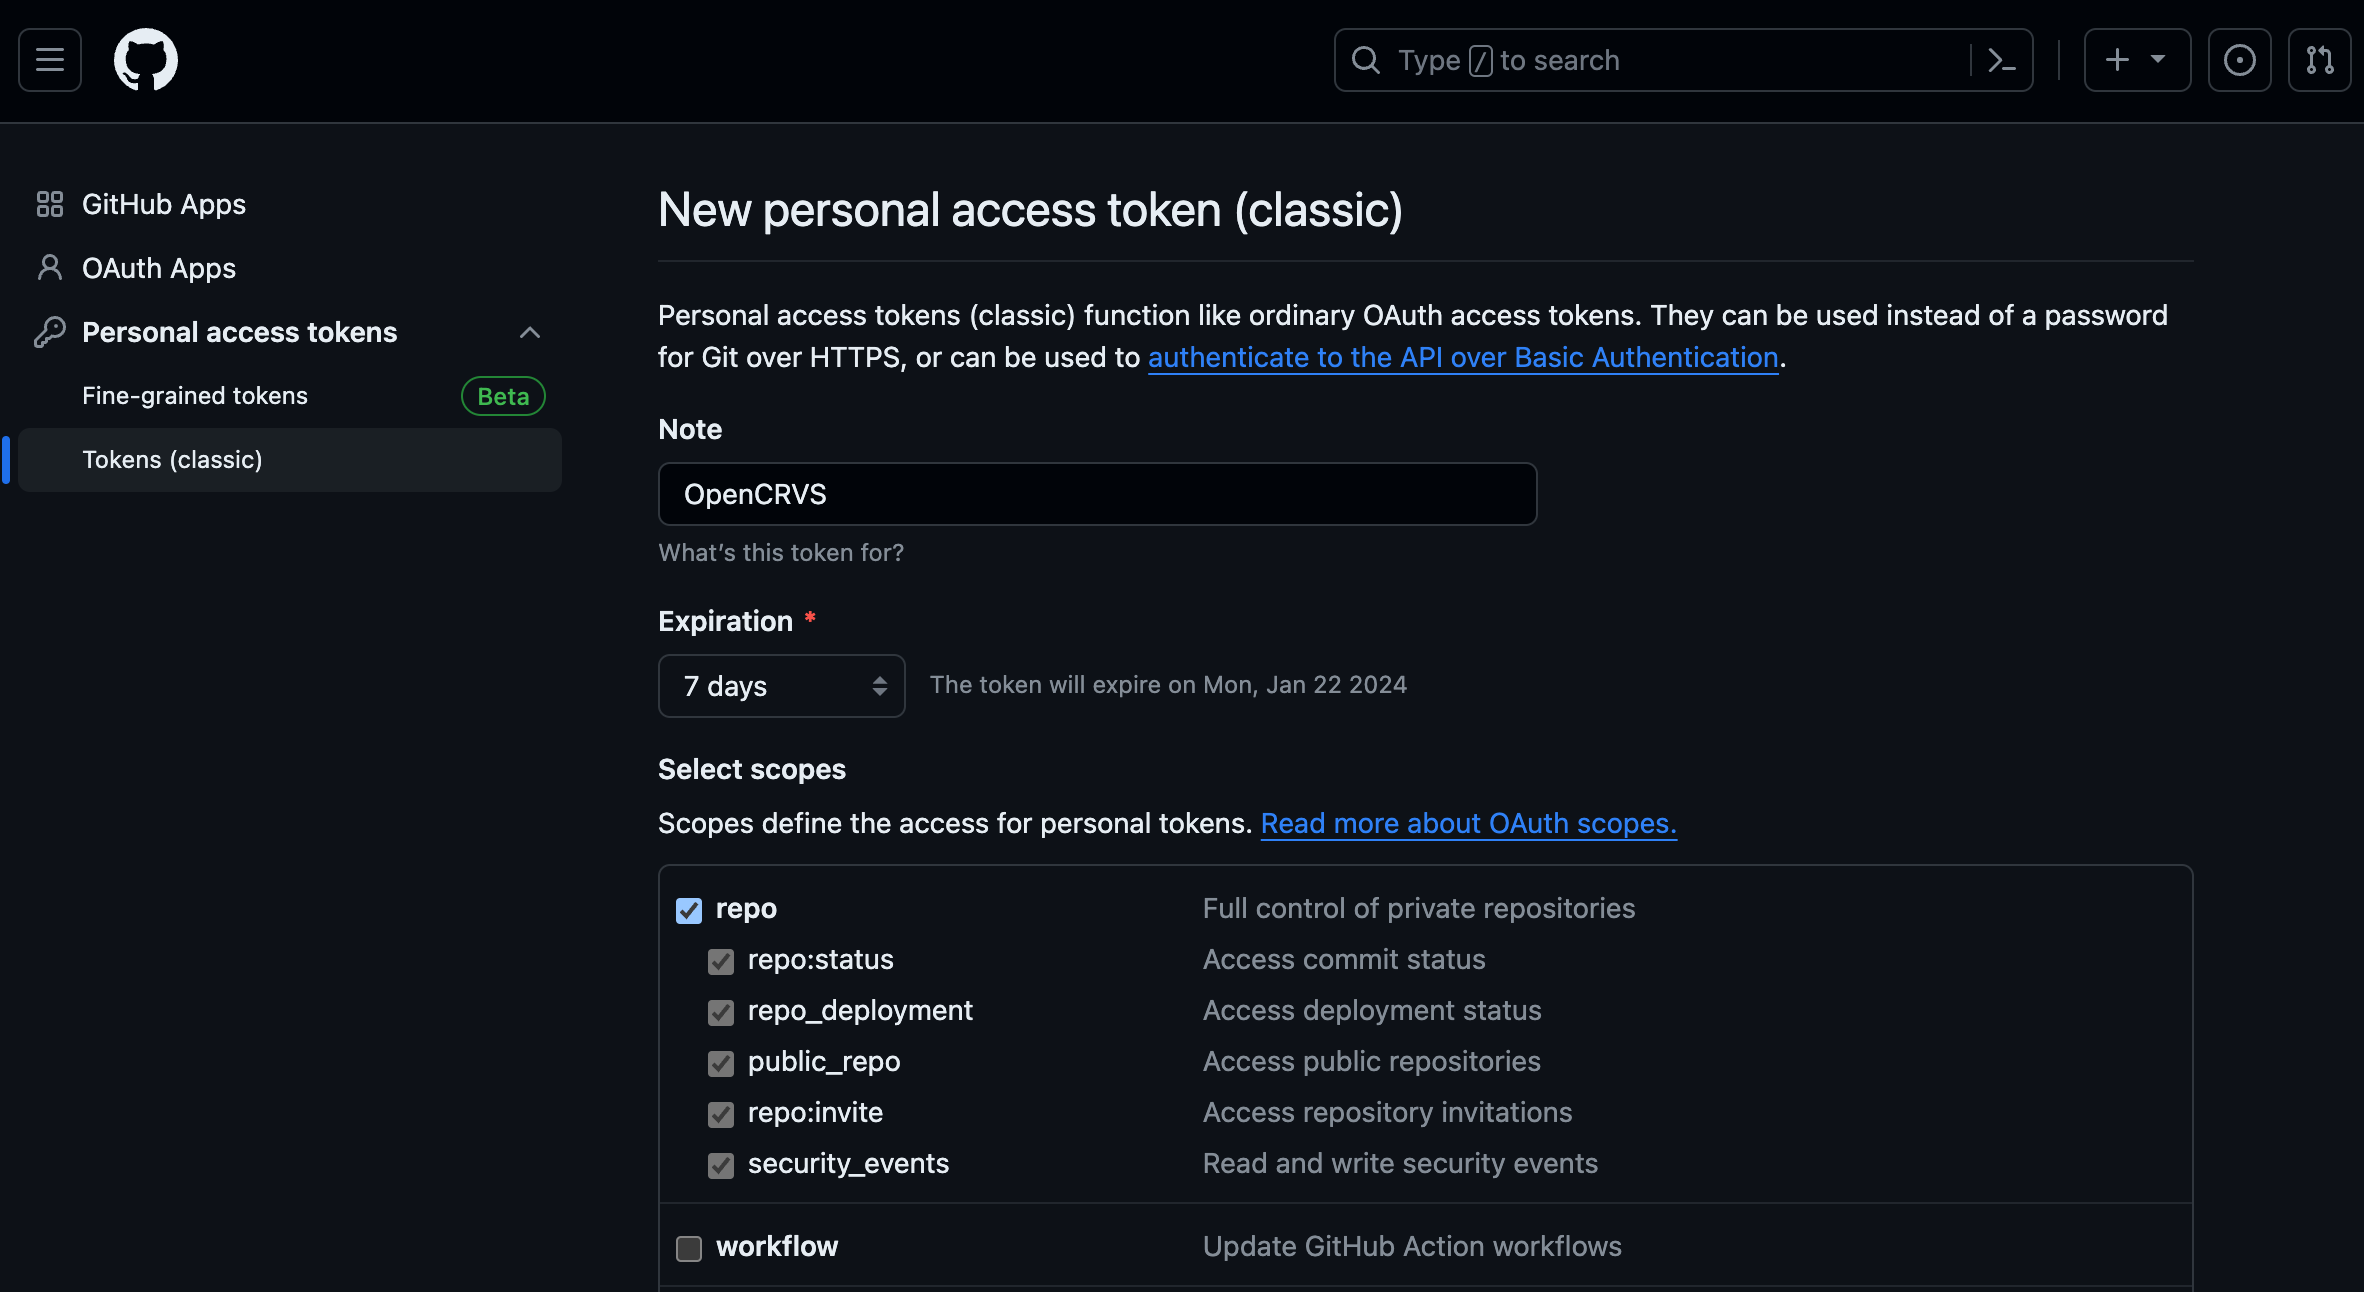 Type / to search
GitHub Apps
OAuth Apps
Personal access tokens
Fine-grained tokens Beta
Tokens (classic)
New personal access token (classic)
Personal access tokens (classic) function like ordinary OAuth access tokens. They can be used instead of a password
for Git over HTTPS, or can be used to authenticate to the API over Basic Authentication.
Note
OpenCRVS
What's this token for?
Expiration *
7 days The token will expire on Mon, Jan 22 2024
Select scopes
Scopes define the access for personal tokens. Read more about OAuth scopes.
repo Full control of private repositories
repo:status Access commit status
repo_deployment Access deployment status
public_repo Access public repositories
repo:invite Access repository invitations
security_events Read and write security events
workflow Update GitHub Action workflows